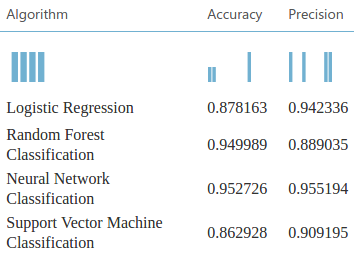 Algorithm Accuracy Precision
Logistic Regression 0.878163 0.942336
Random Forest
Classification 0.949989 0.889035
Neural Network
Classification 0.952726 0.955194
Support Vector Machine
Classification 0.862928 0.909195